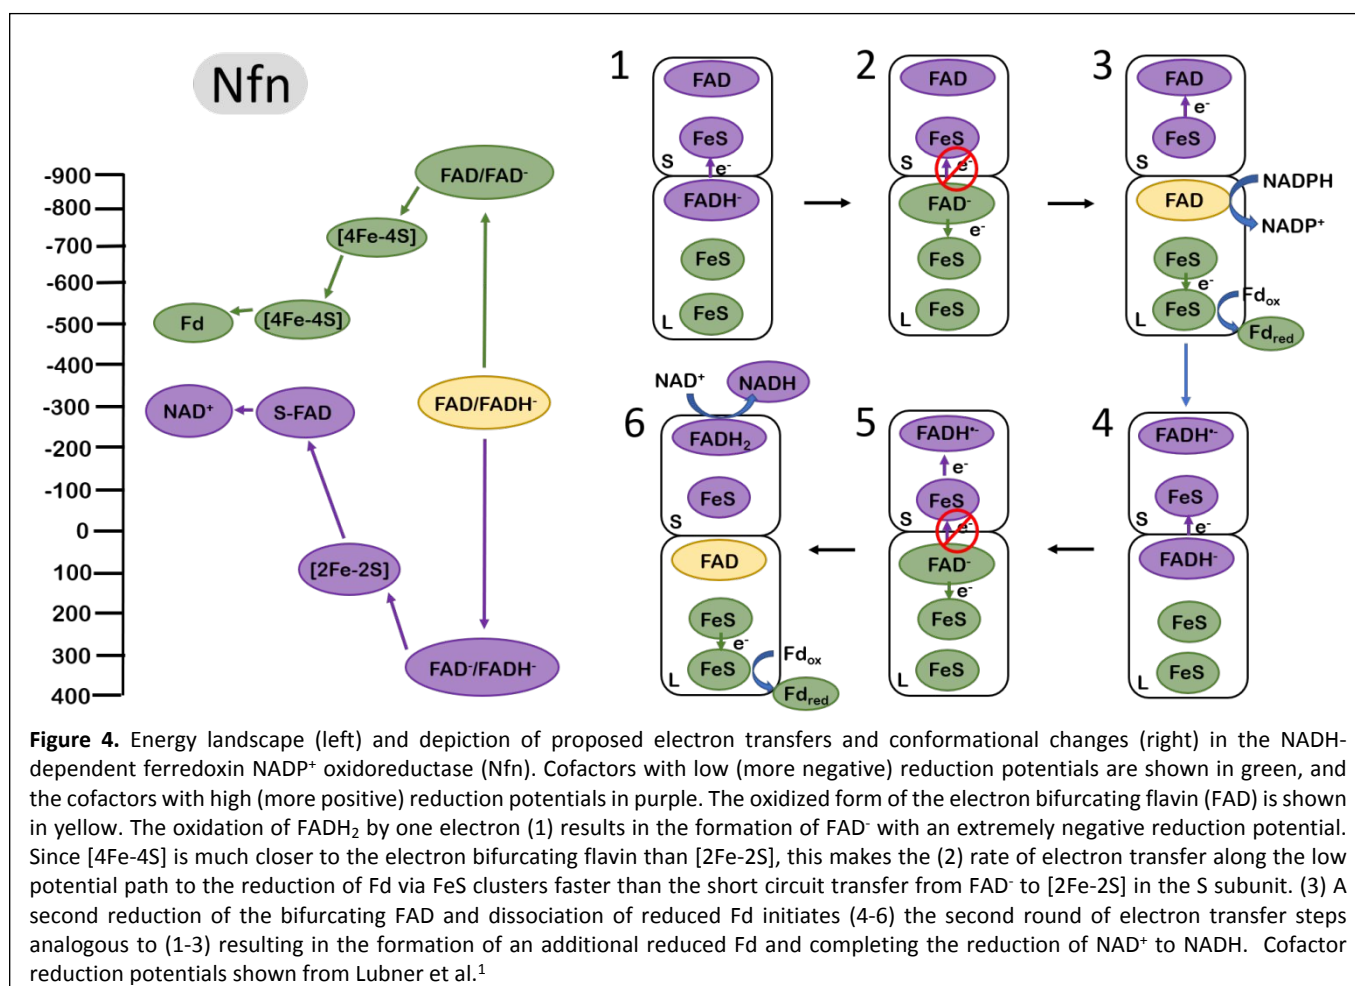 Nfn
-900
-800
-700
-600
-500
-400
-300
-200
-100
0
100
200
300
400
FAD/FAD-
[4Fe-4S]
[4Fe-4S]
Fd
NAD+
S-FAD
FAD/FADH-
[2Fe-2S]
FAD-/FADH-
1
FAD
FeS
S
e-
FADH-
FeS
L
FeS
2
FAD
FeS
S
e-
FAD-
e-
FeS
L
FeS
3
FAD
e-
FeS
S
FAD
NADPH
NADP+
FeS
e-
L
FeS
Fdox
Fdred
4
FADH•-
FeS
S
e-
FADH-
FeS
L
FeS
5
FADH•-
e-
FeS
S
e-
FAD-
e-
FeS
L
FeS
6
NAD+
NADH
FADH2
FeS
S
FAD
FeS
e-
L
FeS
Fdox
Fdred
Figure 4. Energy landscape (left) and depiction of proposed electron transfers and conformational changes (right) in the NADH-
dependent ferredoxin NADP+ oxidoreductase (Nfn). Cofactors with low (more negative) reduction potentials are shown in green, and
the cofactors with high (more positive) reduction potentials in purple. The oxidized form of the electron bifurcating flavin (FAD) is shown
in yellow. The oxidation of FADH2 by one electron (1) results in the formation of FAD- with an extremely negative reduction potential.
Since [4Fe-4S] is much closer to the electron bifurcating flavin than [2Fe-2S], this makes the (2) rate of electron transfer along the low
potential path to the reduction of Fd via FeS clusters faster than the short circuit transfer from FAD- to [2Fe-2S] in the S subunit. (3) A
second reduction of the bifurcating FAD and dissociation of reduced Fd initiates (4-6) the second round of electron transfer steps
analogous to (1-3) resulting in the formation of an additional reduced Fd and completing the reduction of NAD+ to NADH. Cofactor
reduction potentials shown from Lubner et al.1